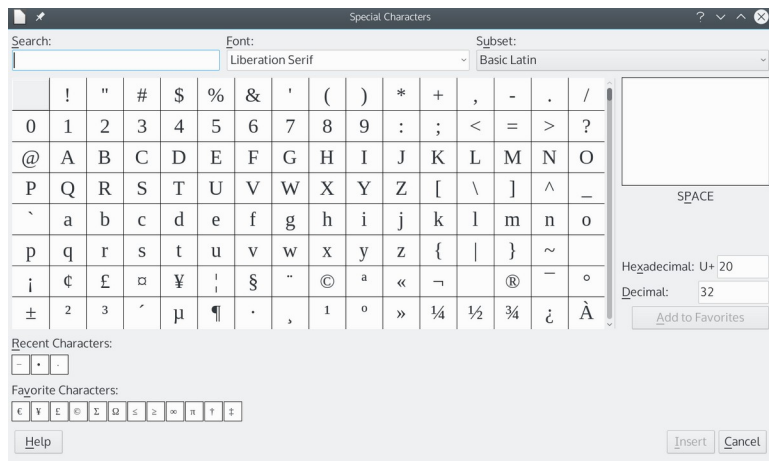 Special Characters
Search: Font: Subset:
Liberation Serif Basic Latin
! " # $ % & ' ( ) * + , - . /
0 1 2 3 4 5 6 7 8 9 : ; < = > ?
@ A B C D E F G H I J K L M N O
P Q R S T U V W X Y Z [ \ ] ^ _
` a b c d e f g h i j k l m n o
p q r s t u v w x y z { | } ~
¡ ¢ £ ¤ ¥ ¦ § ¨ © ª « ¬ ® ¯ °
± ² ³ ´ µ ¶ · ¸ ¹ º » ¼ ½ ¾ ¿ À
SPACE
Hexadecimal: U+ 20
Decimal: 32
Add to Favorites
Recent Characters:
Favorite Characters:
€ ¥ £ © Σ Ω ≤ ≥ ∞ π † ‡
Help Insert Cancel